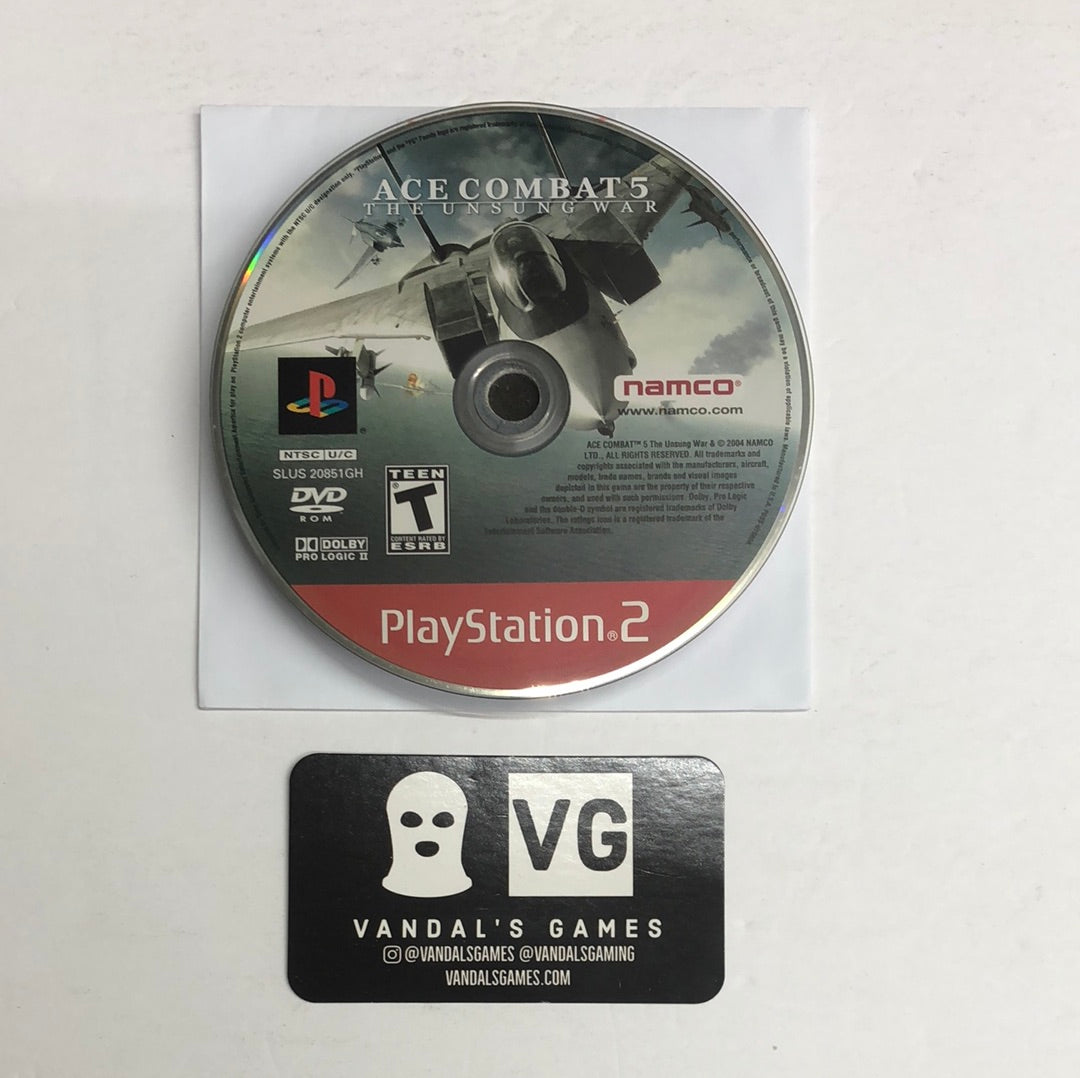 ACE COMBAT 5
THE UNSUNG WAR
namco®
www.namco.com
NTSC U/C
SLUS 20851GH
DVD
ROM
DOLBY
PRO LOGIC II
TEEN
T
CONTENT RATED BY
ESRB
ACE COMBAT™ 5 The Unsung War & © 2004 NAMCO
LTD., ALL RIGHTS RESERVED. All trademarks and
copyrights associated with the manufacturers, aircraft,
models, trade names, brands and visual images
depicted in this game are the property of their respective
owners, and used with such permissions. Dolby, Pro Logic
and the double-D symbol are registered trademarks of Dolby
Laboratories. The ratings icon is a registered trademark of the
Entertainment Software Association.
PlayStation®2
VG
VANDAL'S GAMES
@VANDALSGAMES @VANDALSGAMING
VANDALSGAMES.COM